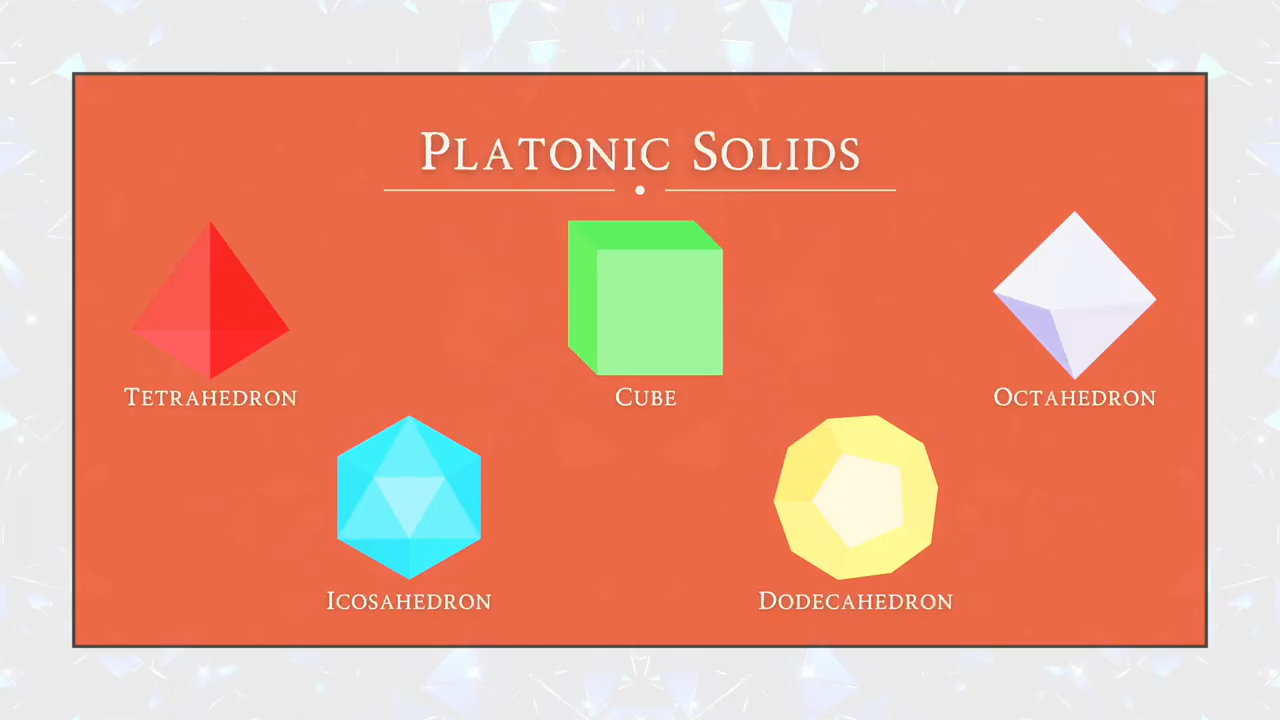 Platonic Solids
Tetrahedron
Cube
Octahedron
Icosahedron
Dodecahedron